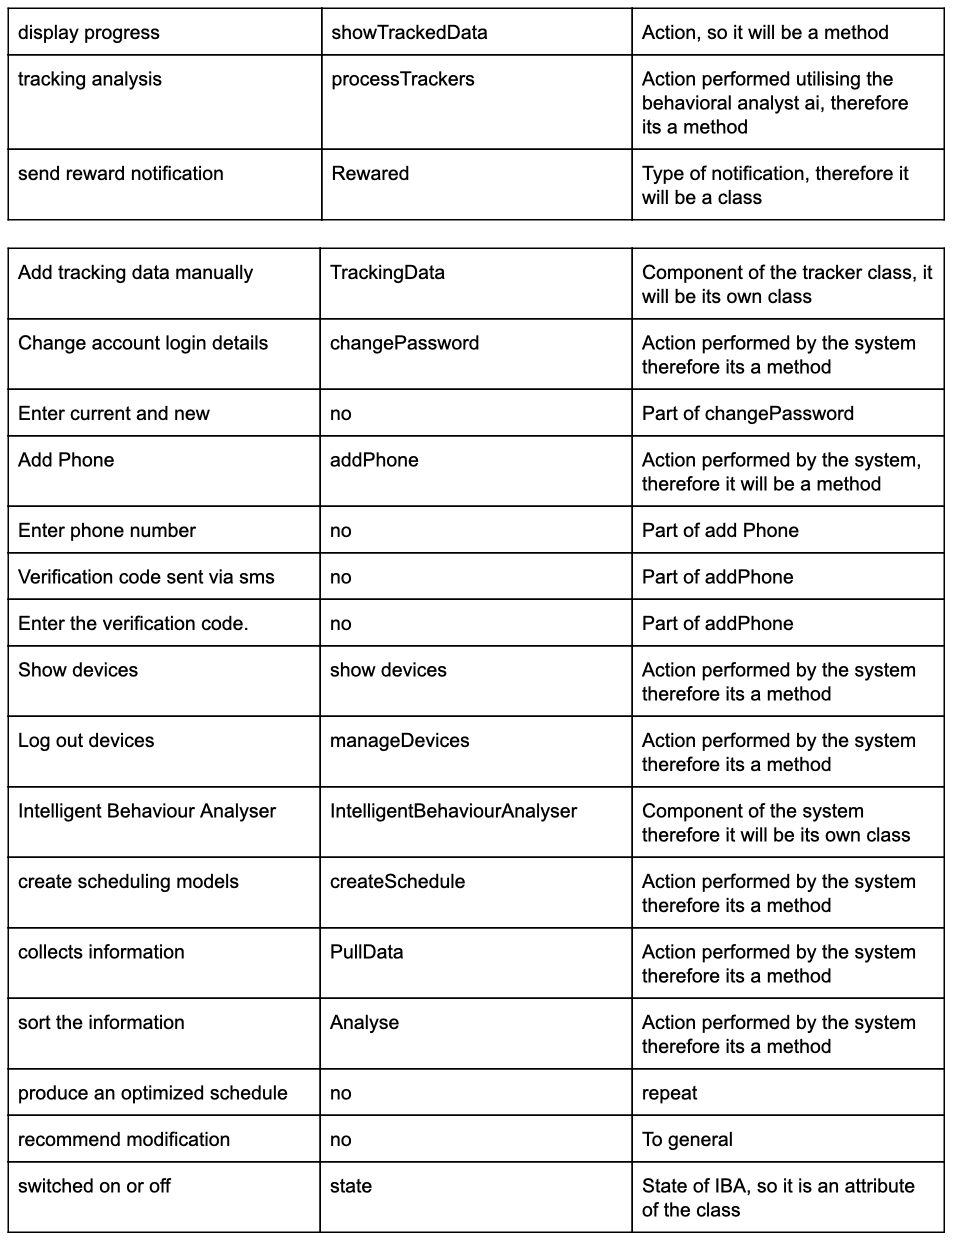 display progress showTrackedData Action, so it will be a method
tracking analysis processTrackers Action performed utilising the
behavioral analyst ai, therefore
its a method
send reward notification Rewared Type of notification, therefore it
will be a class
Add tracking data manually TrackingData Component of the tracker class, it
will be its own class
Change account login details changePassword Action performed by the system
therefore its a method
Enter current and new no Part of changePassword
Add Phone addPhone Action performed by the system,
therefore it will be a method
Enter phone number no Part of add Phone
Verification code sent via sms no Part of addPhone
Enter the verification code. no Part of addPhone
Show devices show devices Action performed by the system
therefore its a method
Log out devices manageDevices Action performed by the system
therefore its a method
Intelligent Behaviour Analyser IntelligentBehaviourAnalyser Component of the system
therefore it will be its own class
create scheduling models createSchedule Action performed by the system
therefore its a method
collects information PullData Action performed by the system
therefore its a method
sort the information Analyse Action performed by the system
therefore its a method
produce an optimized schedule no repeat
recommend modification no To general
switched on or off state State of IBA, so it is an attribute
of the class